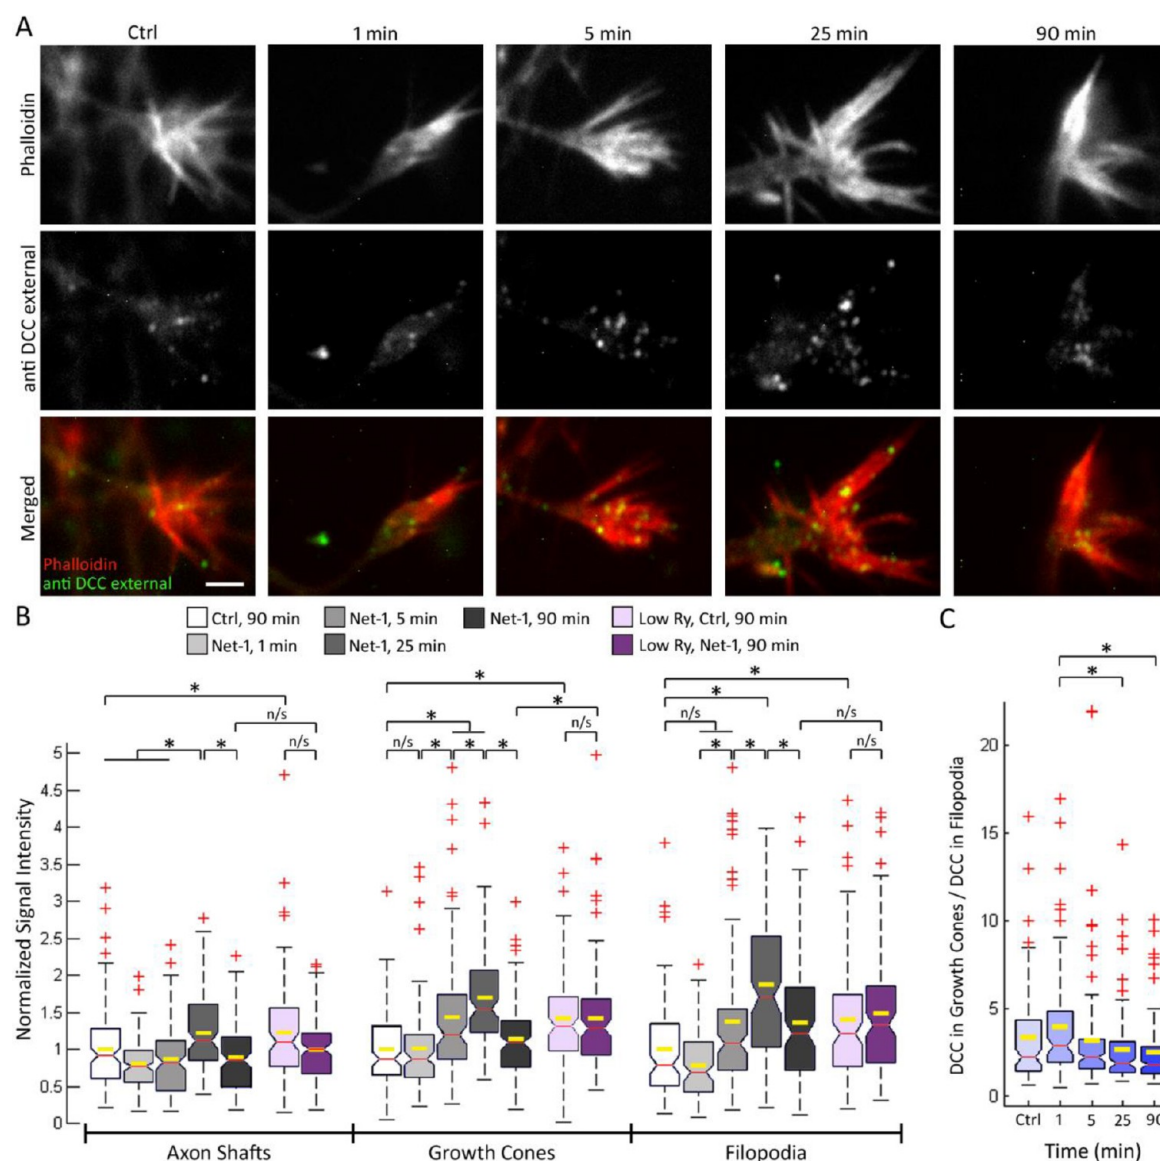 A
Ctrl
1 min
5 min
25 min
90 min
Phalloidin
anti DCC external
Merged
Phalloidin
anti DCC external
B
Ctrl, 90 min
Net-1, 5 min
Net-1, 90 min
Low Ry, Ctrl, 90 min
Net-1, 1 min
Net-1, 25 min
Low Ry, Net-1, 90 min
Normalized Signal Intensity
5
4.5
4
3.5
3
2.5
2
1.5
1
0.5
0
* n/s * * n/s
* * n/s n/s * * * * n/s
* * n/s n/s * * * * n/s
Axon Shafts
Growth Cones
Filopodia
C
* *
DCC in Growth Cones / DCC in Filopodia
20
15
10
5
0
Ctrl 1 5 25 90
Time (min)